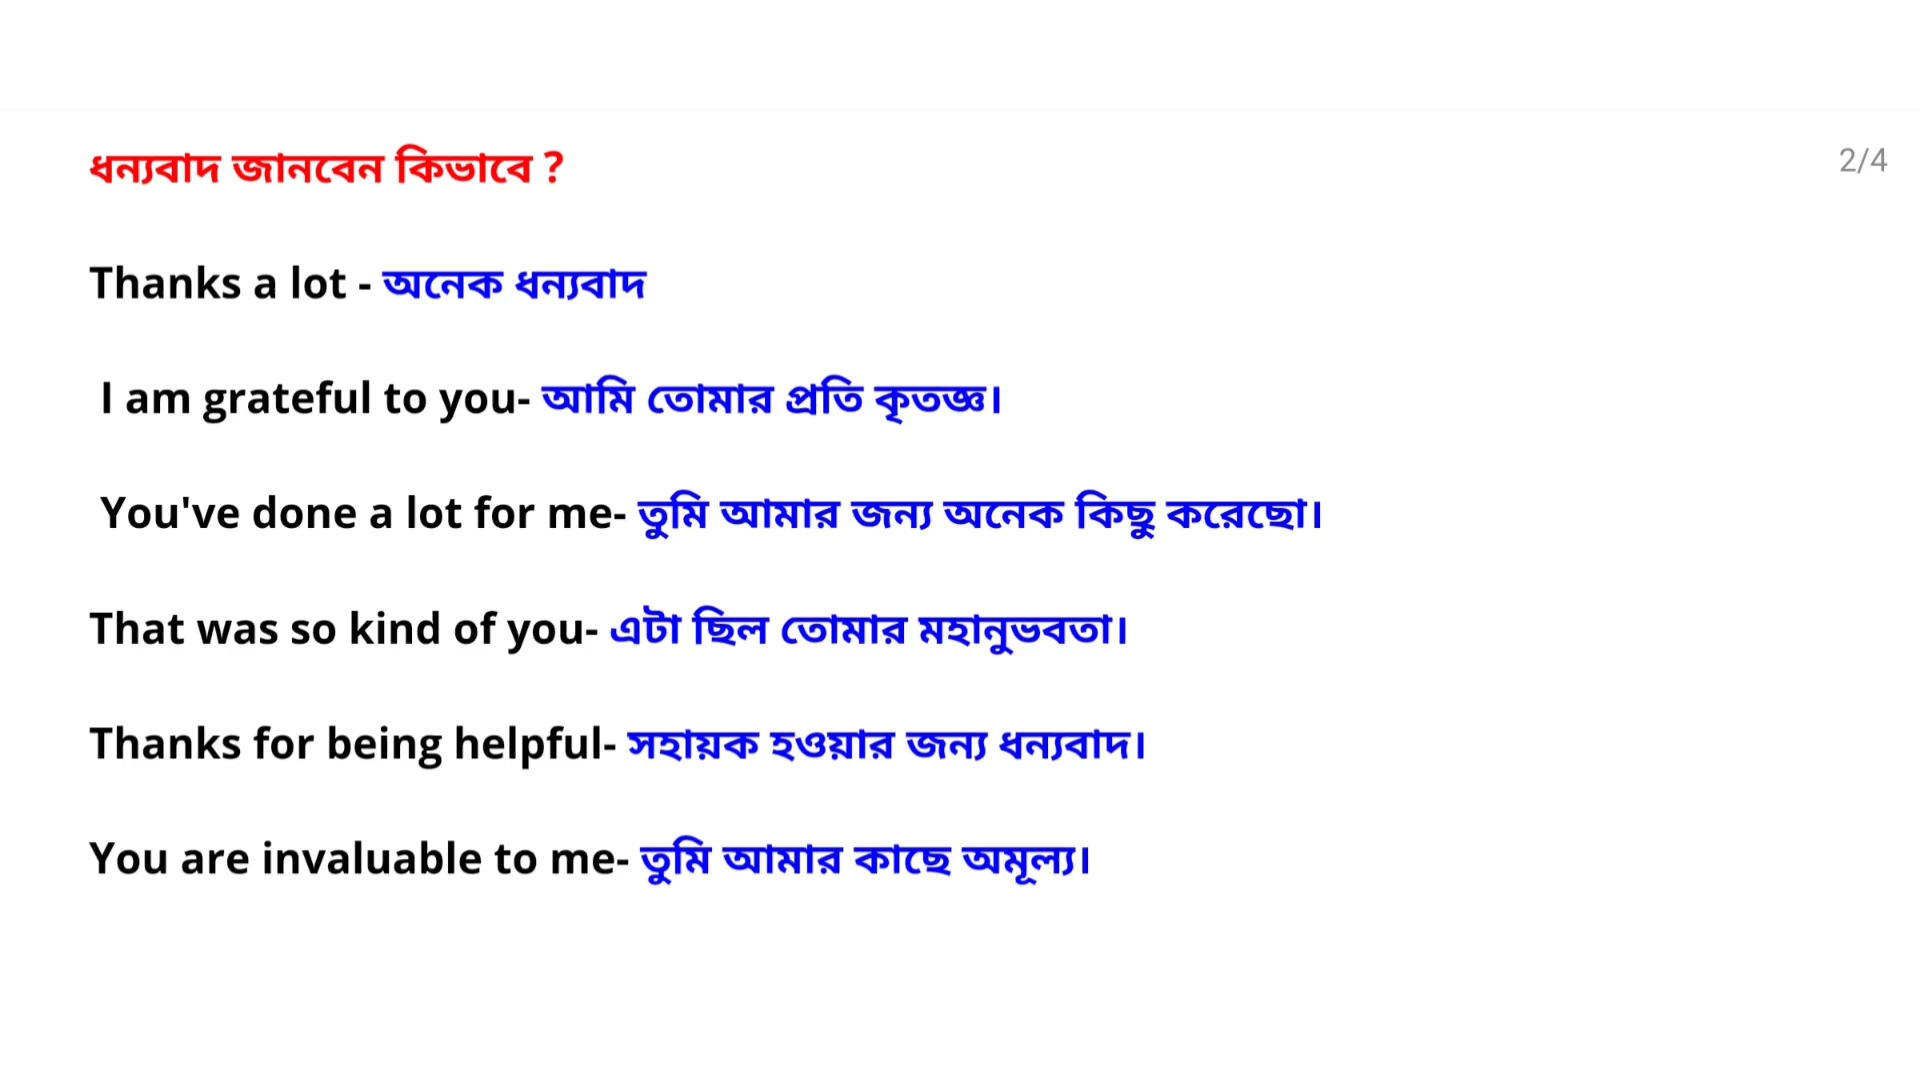 ধন্যবাদ জানবেন কিভাবে ?
2/4
Thanks a lot - অনেক ধন্যবাদ
I am grateful to you- আমি তোমার প্রতি কৃতজ্ঞ।
You've done a lot for me- তুমি আমার জন্য অনেক কিছু করেছো।
That was so kind of you- এটা ছিল তোমার মহানুভবতা।
Thanks for being helpful- সহায়ক হওয়ার জন্য ধন্যবাদ।
You are invaluable to me- তুমি আমার কাছে অমূল্য।